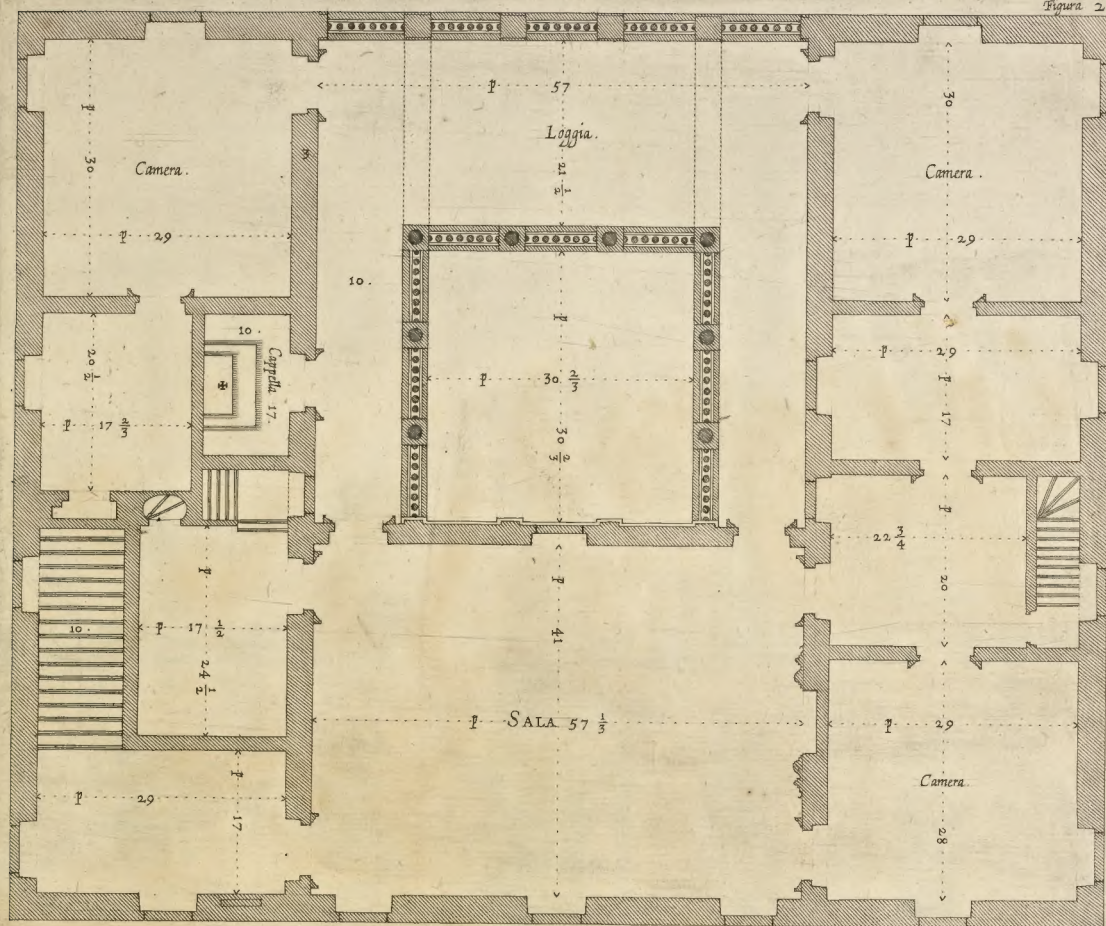 Figura 2
P 57
Loggia.
21 1/2
P
30
Camera.
P 29
3
30
Camera.
P 29
10.
20 1/2
P 17 2/3
10.
Cappella 17.
P
P 30 2/3
30 2/3
P 29
P
17
P
22 3/4
20
10.
P
P 17 1/2
24 1/2
P
41
P SALA 57 1/3
P 29
Camera.
28
P
P 29
17